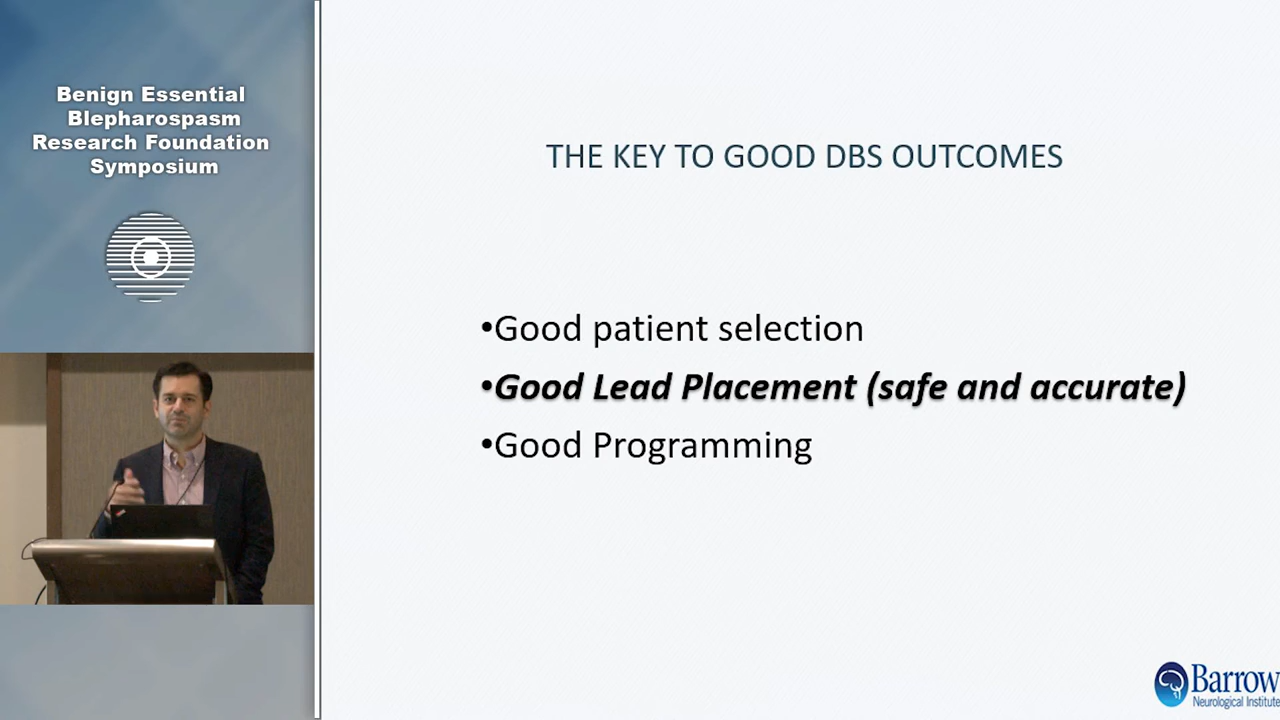 Benign Essential
Blepharospasm
Research Foundation
Symposium
THE KEY TO GOOD DBS OUTCOMES
•Good patient selection
•Good Lead Placement (safe and accurate)
•Good Programming
Barrow
Neurological Institute